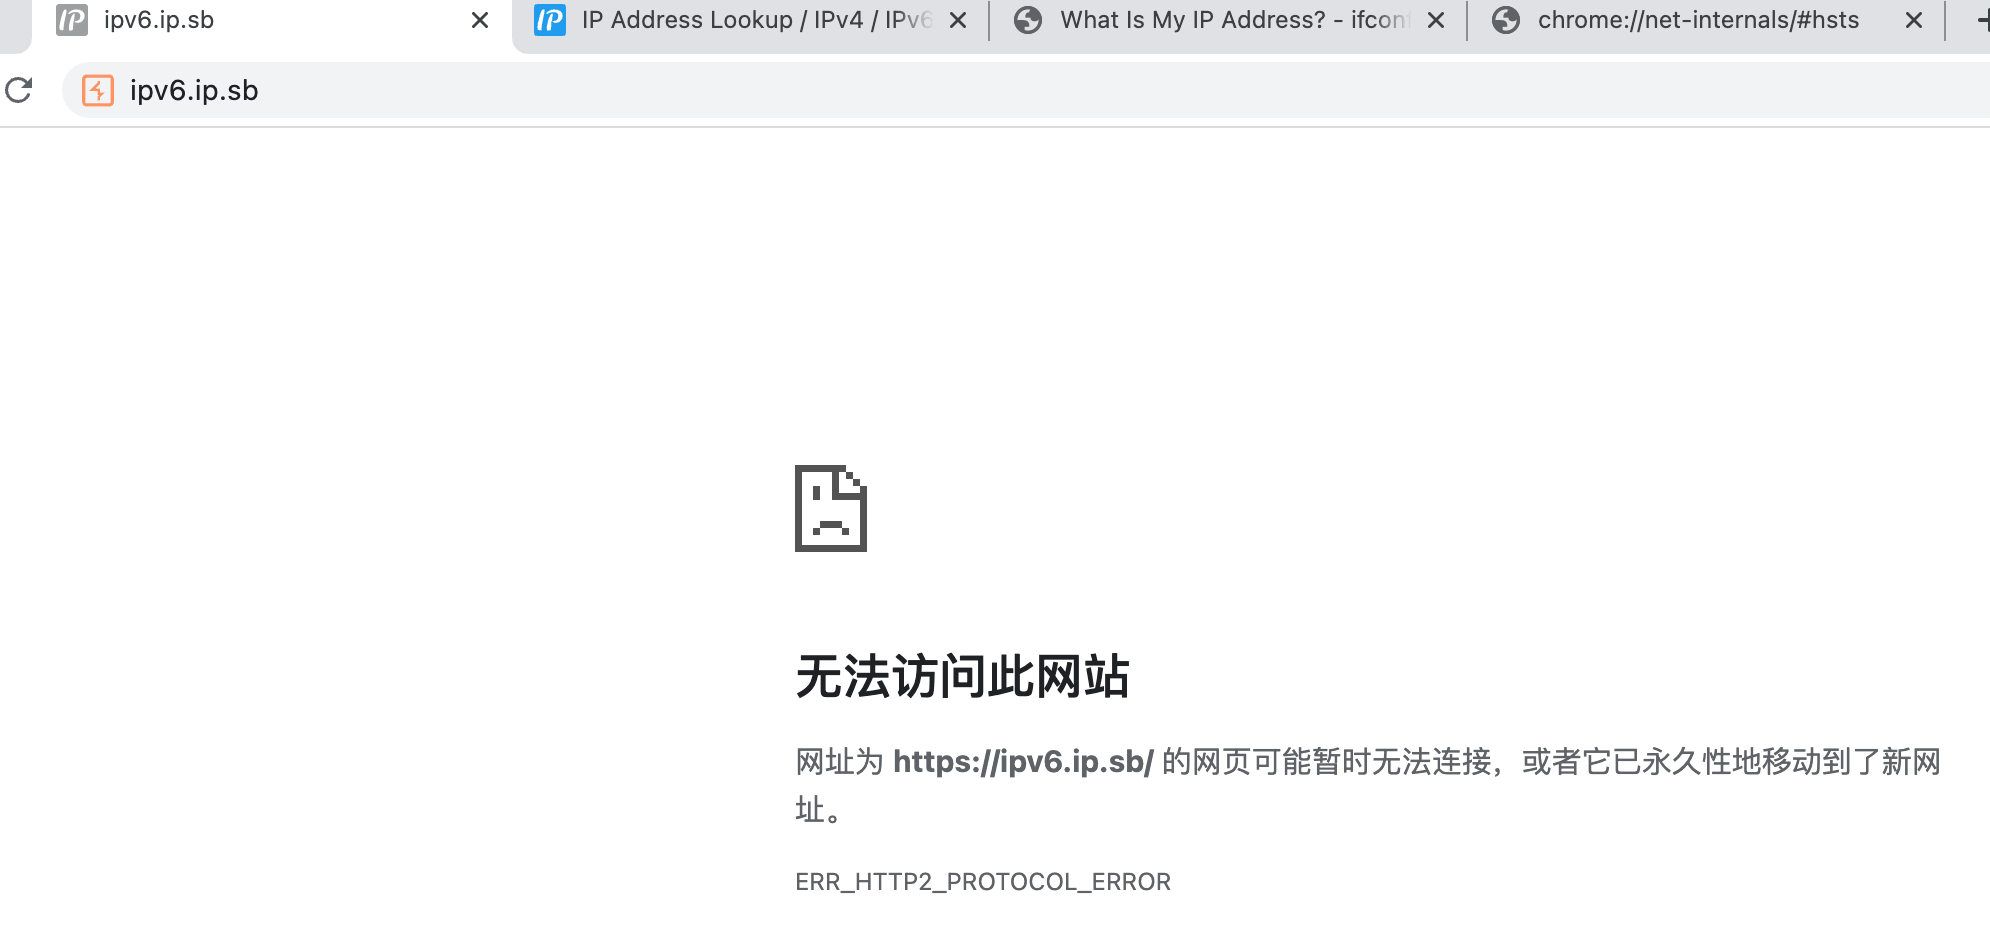 IP ipv6.ip.sb
IP IP Address Lookup / IPv4 / IPv6
What Is My IP Address? - ifconf
chrome://net-internals/#hsts
ipv6.ip.sb
无法访问此网站
网址为 https://ipv6.ip.sb/ 的网页可能暂时无法连接，或者它已永久性地移动到了新网
址。
ERR_HTTP2_PROTOCOL_ERROR